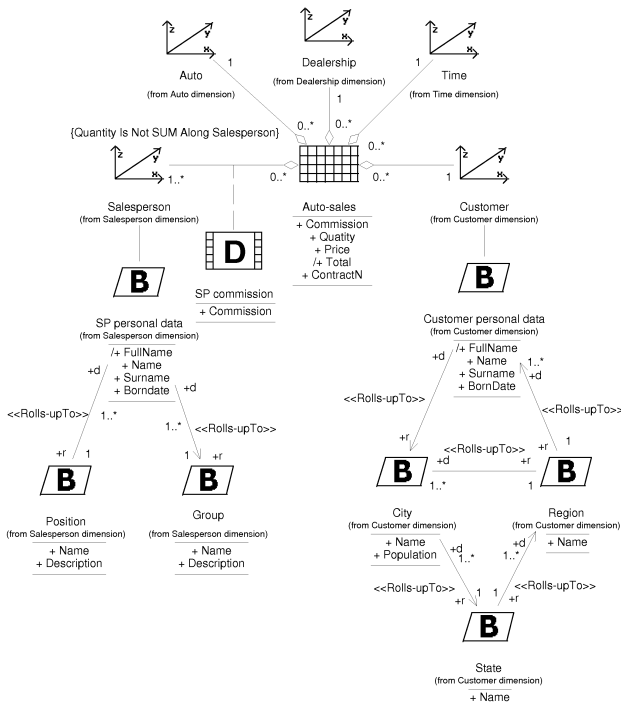 z y x
z y x
z y x
Auto
(from Auto dimension)
1
Dealership
(from Dealership dimension)
1
Time
(from Time dimension)
1
0..*
0..*
0..*
{Quantity Is Not SUM Along Salesperson}
z y x
1..*
0..*
0..*
1
z y x
Salesperson
(from Salesperson dimension)
Auto-sales
+ Commission
+ Quatity
+ Price
/+ Total
+ ContractN
Customer
(from Customer dimension)
B
D
B
SP commission
+ Commission
SP personal data
(from Salesperson dimension)
/+ FullName
+ Name
+ Surname
+ Borndate
Customer personal data
(from Customer dimension)
/+ FullName
+ Name
+ Surname
+ BornDate
+d
1..*
+d
1..*
<<Rolls-upTo>>
<<Rolls-upTo>>
+r
1
1
+r
+d
1..*
+d
<<Rolls-upTo>>
<<Rolls-upTo>>
+r
+r
1
<<Rolls-upTo>>
+d
1..*
+r
1
B
B
B
B
Position
(from Salesperson dimension)
+ Name
+ Description
Group
(from Salesperson dimension)
+ Name
+ Description
City
(from Customer dimension)
+ Name
+ Population
Region
(from Customer dimension)
+ Name
+d
1..*
+d
1..*
<<Rolls-upTo>>
<<Rolls-upTo>>
+r
1
1
+r
B
State
(from Customer dimension)
+ Name